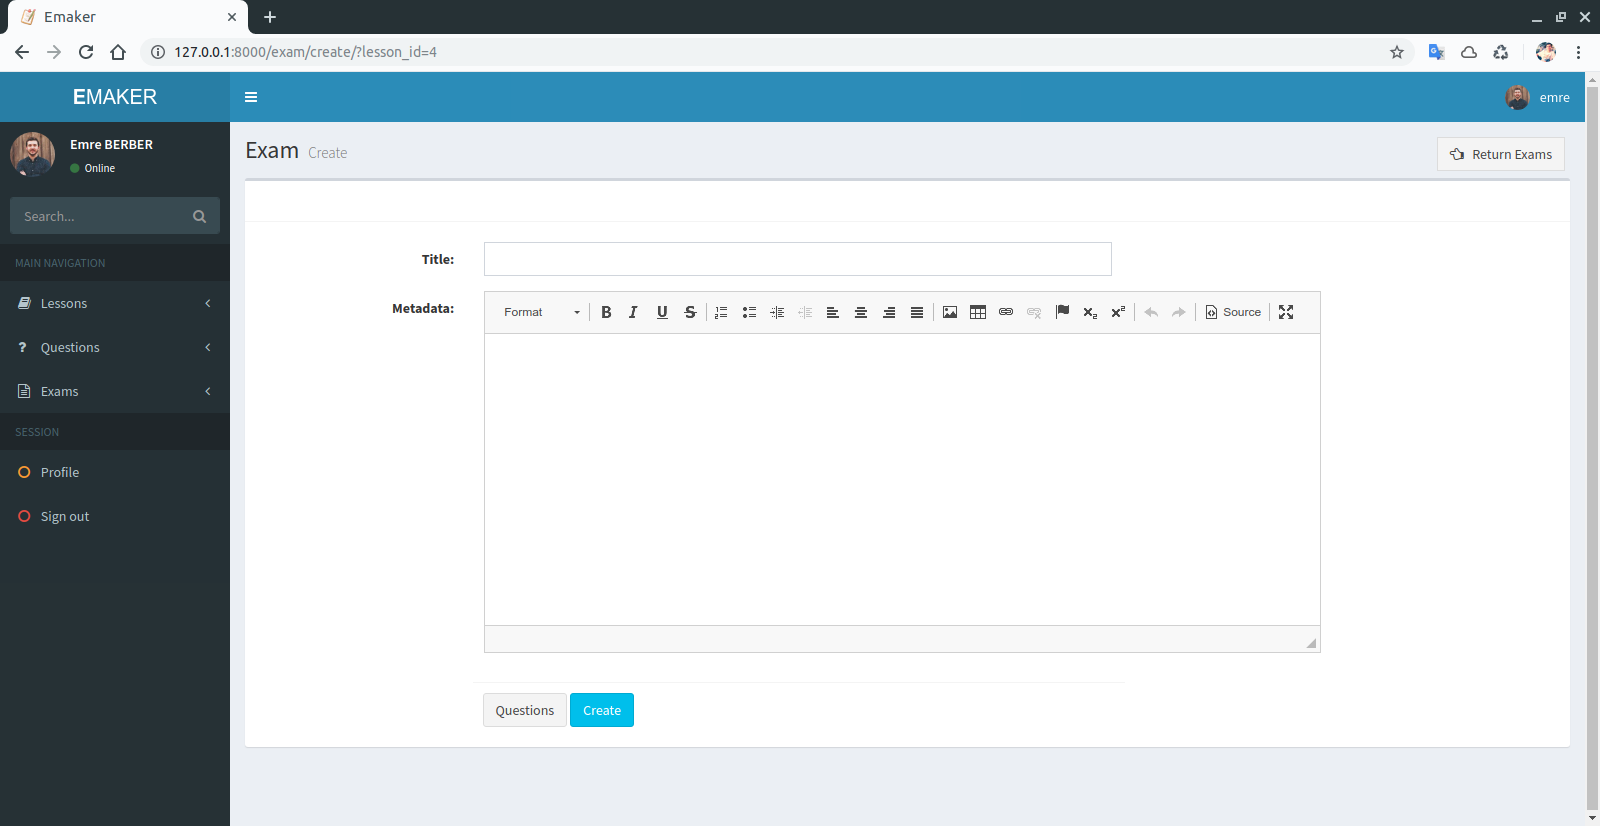 Emaker
127.0.0.1:8000/exam/create/?lesson_id=4
EMAKER
emre
Emre BERBER
Online
Search...
MAIN NAVIGATION
Lessons
Questions
Exams
SESSION
Profile
Sign out
Exam Create
Return Exams
Title:
Metadata:
Format
Source
Questions
Create